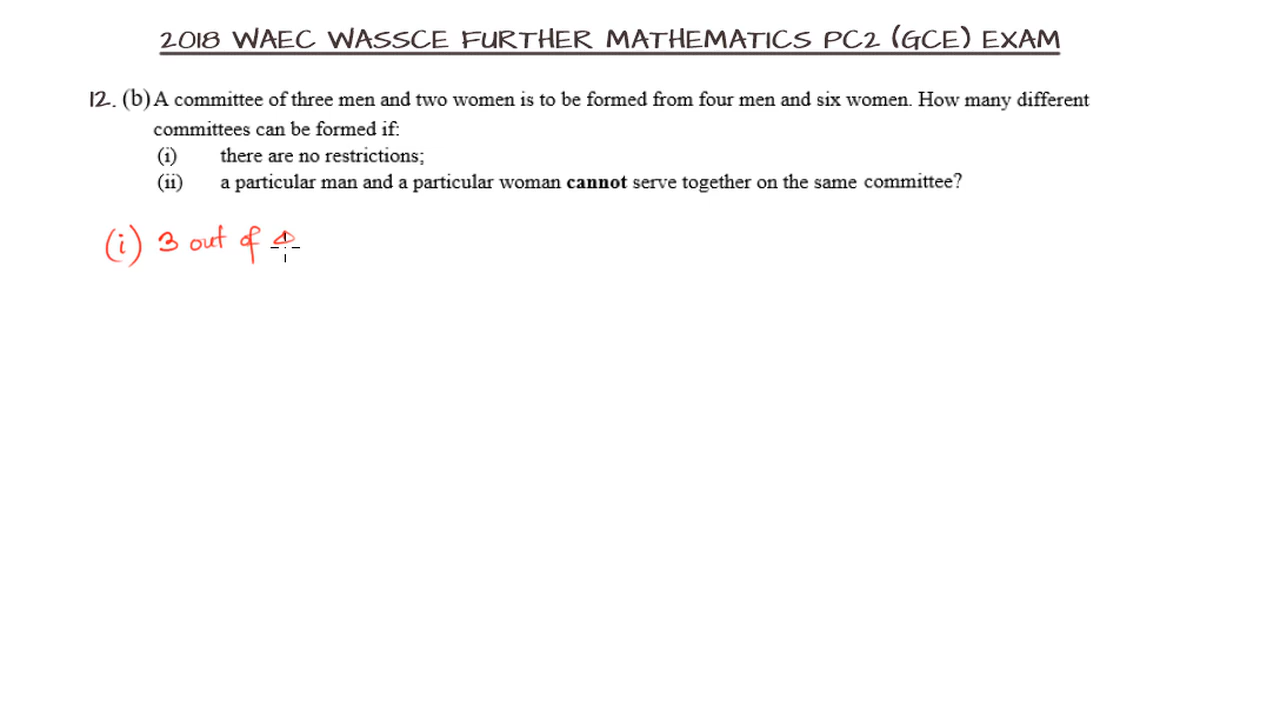 2018 WAEC WASSCE FURTHER MATHEMATICS PC2 (GCE) EXAM
12. (b) A committee of three men and two women is to be formed from four men and six women. How many different
committees can be formed if:
(i) there are no restrictions;
(ii) a particular man and a particular woman cannot serve together on the same committee?
(i) 3 out of 4